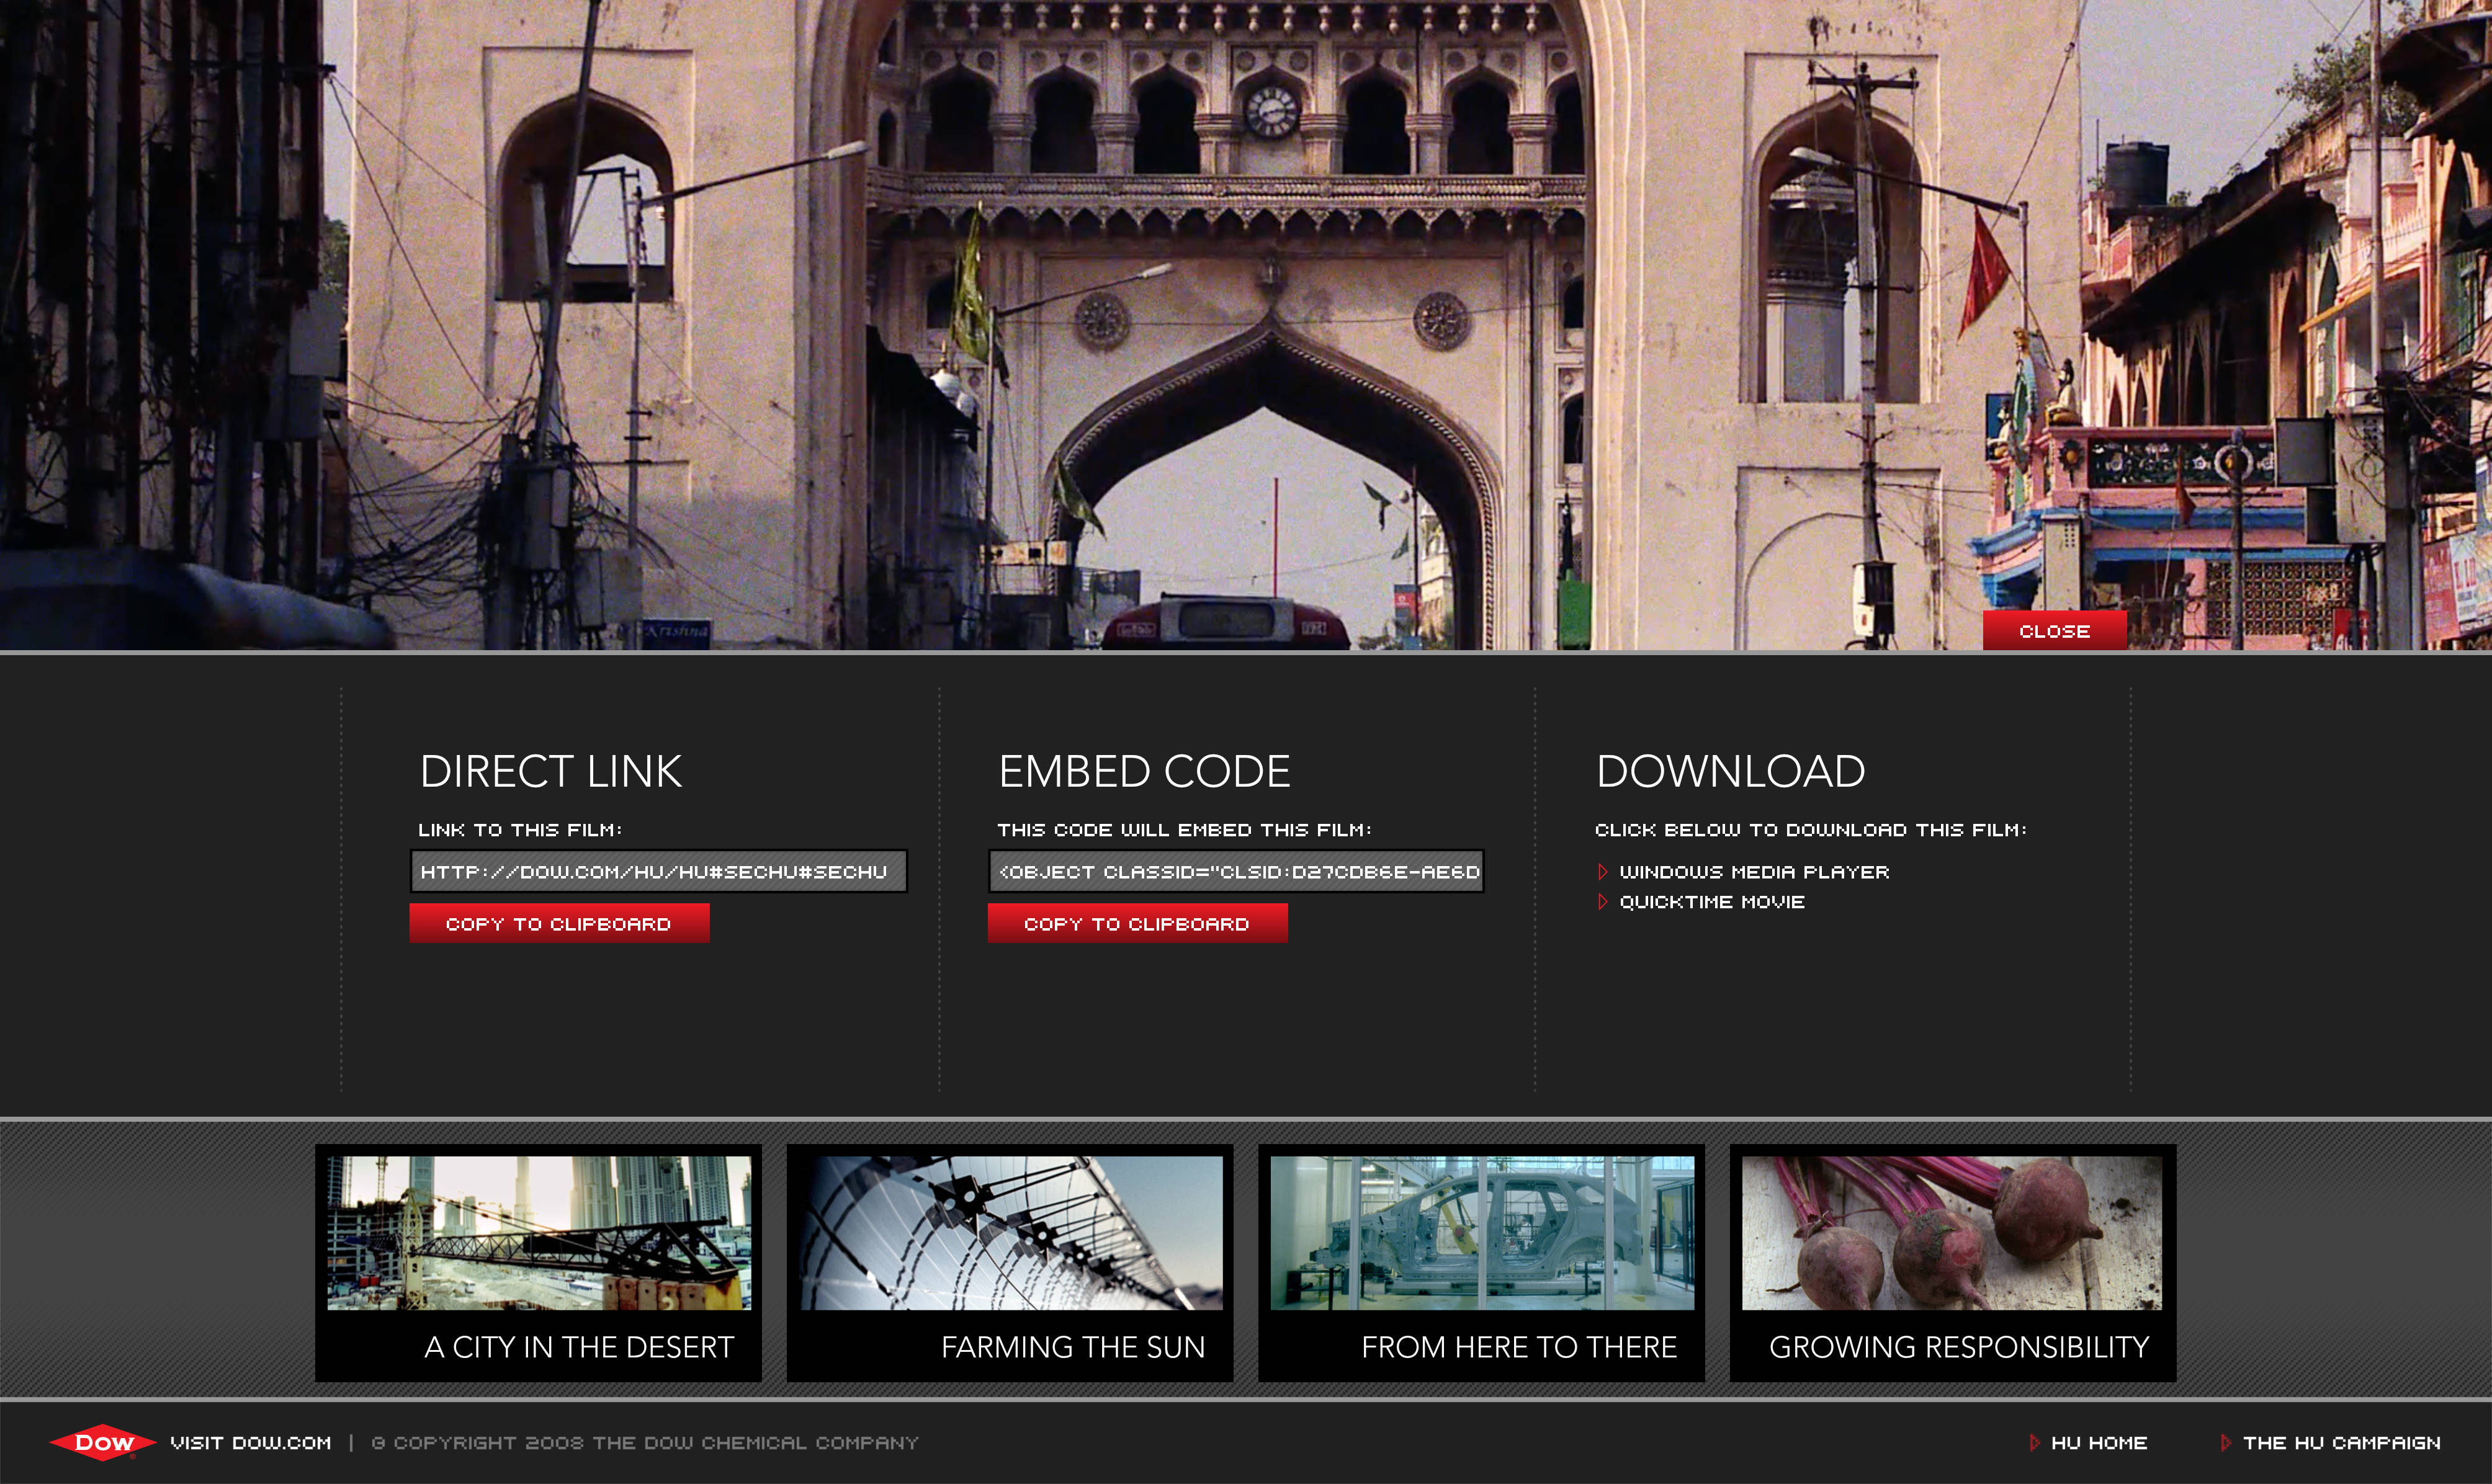 Krishna
CLOSE
DIRECT LINK
LINK TO THIS FILM:
HTTP://DOW.COM/HU/HU#SECHU#SECHU
COPY TO CLIPBOARD
EMBED CODE
THIS CODE WILL EMBED THIS FILM:
<OBJECT CLASSID="CLSID:D27CDB6E-AE6D
COPY TO CLIPBOARD
DOWNLOAD
CLICK BELOW TO DOWNLOAD THIS FILM:
WINDOWS MEDIA PLAYER
QUICKTIME MOVIE
A CITY IN THE DESERT
FARMING THE SUN
FROM HERE TO THERE
GROWING RESPONSIBILITY
DOW
VISIT DOW.COM | © COPYRIGHT 2008 THE DOW CHEMICAL COMPANY
HU HOME
THE HU CAMPAIGN